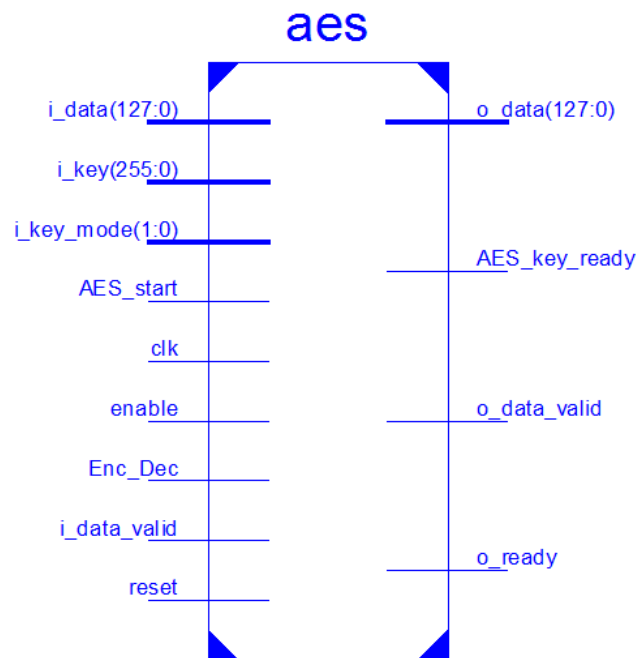 aes
i_data(127:0)
i_key(255:0)
i_key_mode(1:0)
AES_start
clk
enable
Enc_Dec
i_data_valid
reset
o_data(127:0)
AES_key_ready
o_data_valid
o_ready